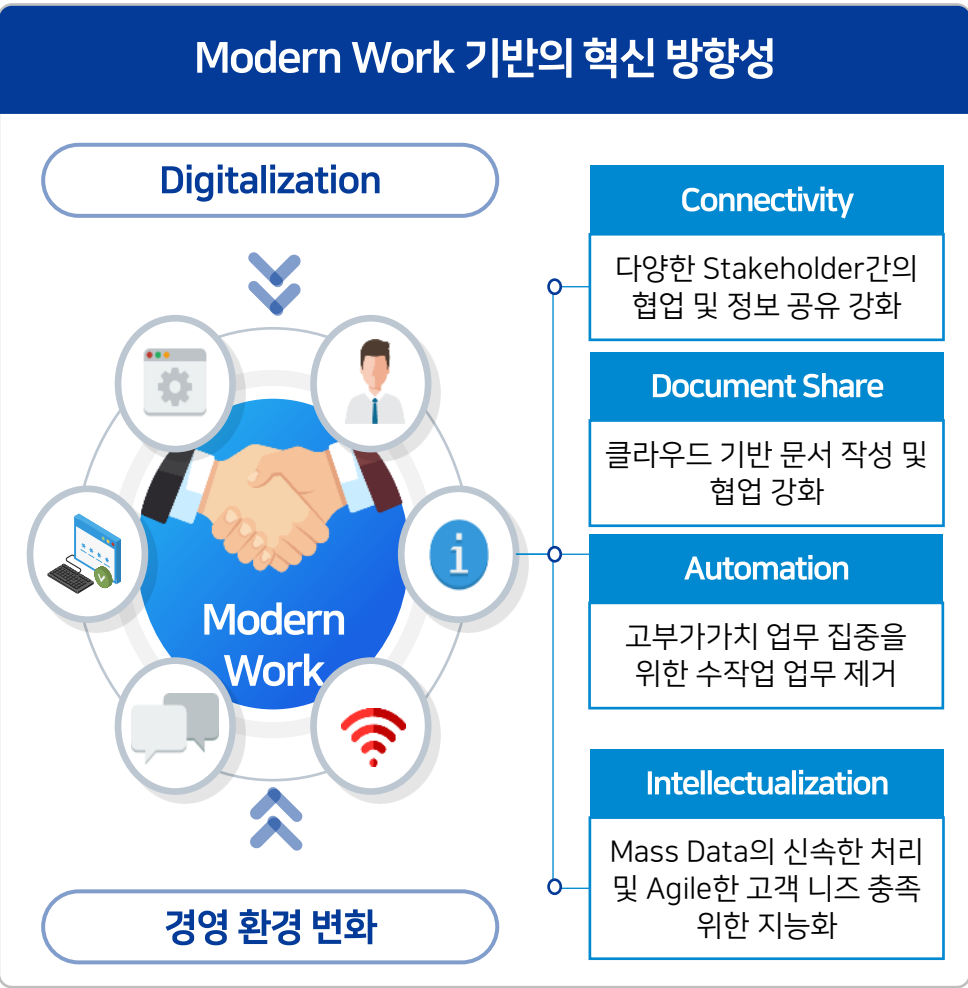 Modern Work 기반의 혁신 방향성
Digitalization
Modern
Work
경영 환경 변화
Connectivity
다양한 Stakeholder간의
협업 및 정보 공유 강화
Document Share
클라우드 기반 문서 작성 및
협업 강화
Automation
고부가가치 업무 집중을
위한 수작업 업무 제거
Intellectualization
Mass Data의 신속한 처리
및 Agile한 고객 니즈 충족
위한 지능화